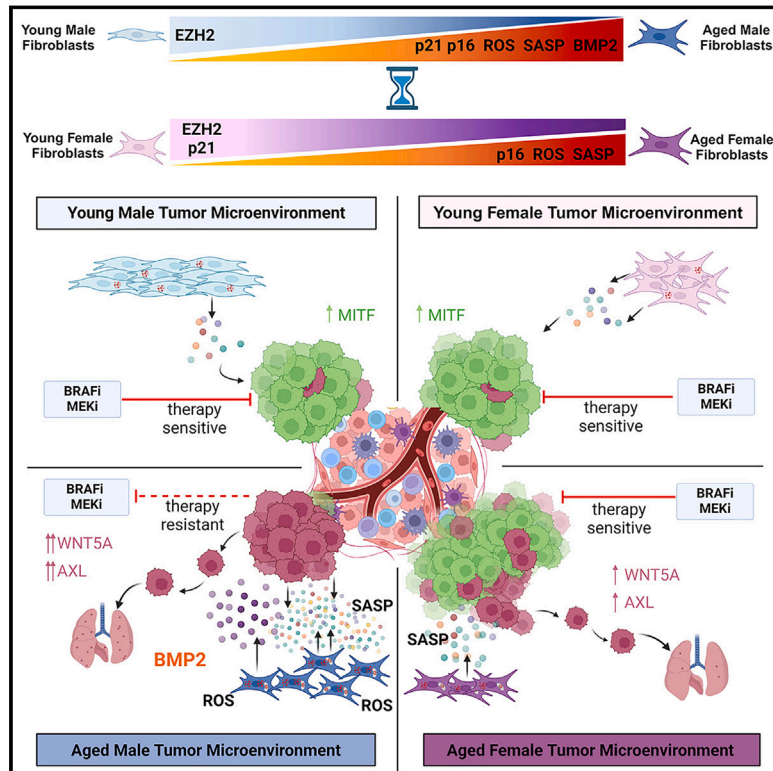 Young Male
Fibroblasts
EZH2
p21 p16 ROS SASP BMP2
Aged Male
Fibroblasts
Young Female
Fibroblasts
EZH2
p21
p16 ROS SASP
Aged Female
Fibroblasts
Young Male Tumor Microenvironment
Young Female Tumor Microenvironment
↑ MITF
↑ MITF
BRAFi
MEKi
therapy
sensitive
therapy
sensitive
BRAFi
MEKi
BRAFi
MEKi
therapy
resistant
therapy
sensitive
BRAFi
MEKi
↑↑WNT5A
↑↑AXL
↑ WNT5A
↑ AXL
SASP
SASP
BMP2
ROS
ROS
Aged Male Tumor Microenvironment
Aged Female Tumor Microenvironment